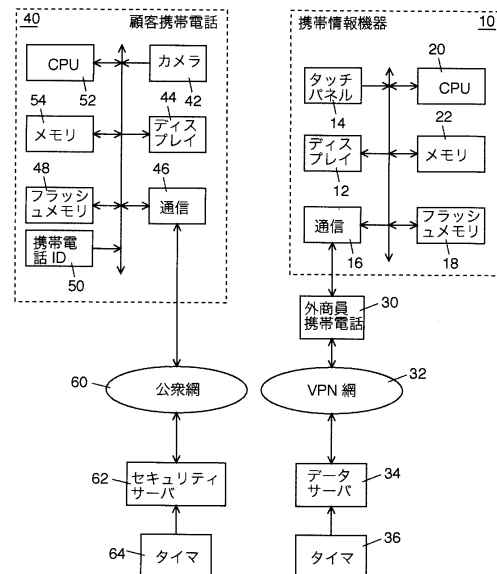 40
顧客携帯電話
CPU
52
カメラ
42
54
メモリ
44
ディス
プレイ
48
フラッシ
ュメモリ
46
通信
携帯電
話 ID
50
携帯情報機器
10
タッチ
パネル
14
20
CPU
ディス
プレイ
12
22
メモリ
通信
16
フラッシ
ュメモリ
18
外商員
携帯電話
30
60
公衆網
VPN 網
32
62
セキュリティ
サーバ
データ
サーバ
34
64
タイマ
タイマ
36